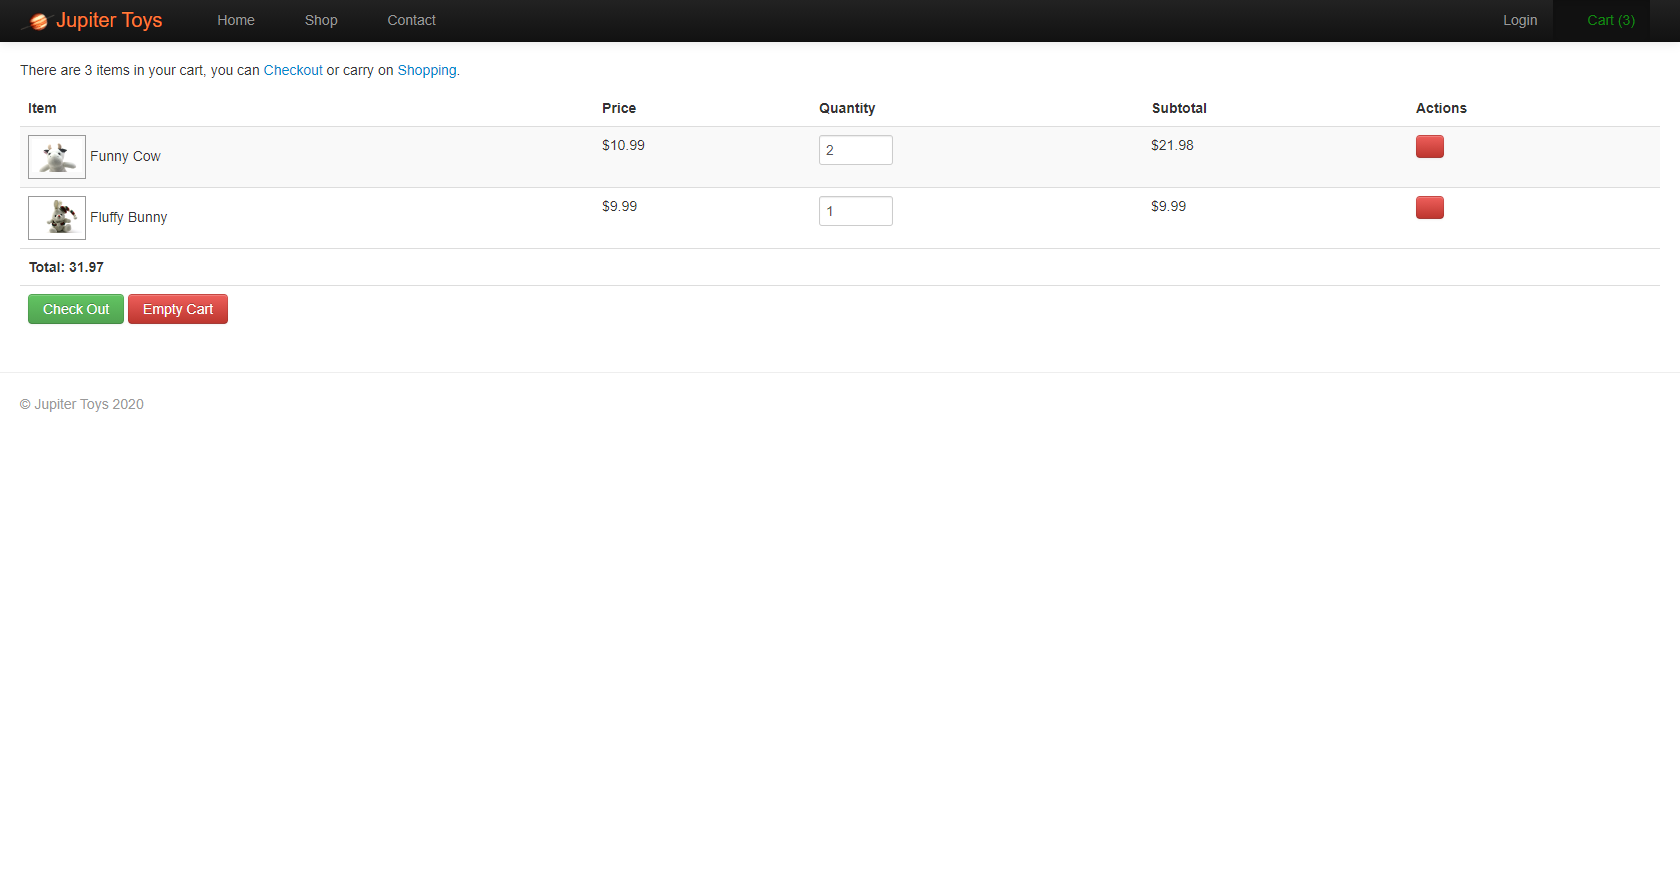 Jupiter Toys Home Shop Contact Login Cart (3)
There are 3 items in your cart, you can Checkout or carry on Shopping.
Item Price Quantity Subtotal Actions
Funny Cow $10.99 2 $21.98
Fluffy Bunny $9.99 1 $9.99
Total: 31.97
Check Out Empty Cart
© Jupiter Toys 2020